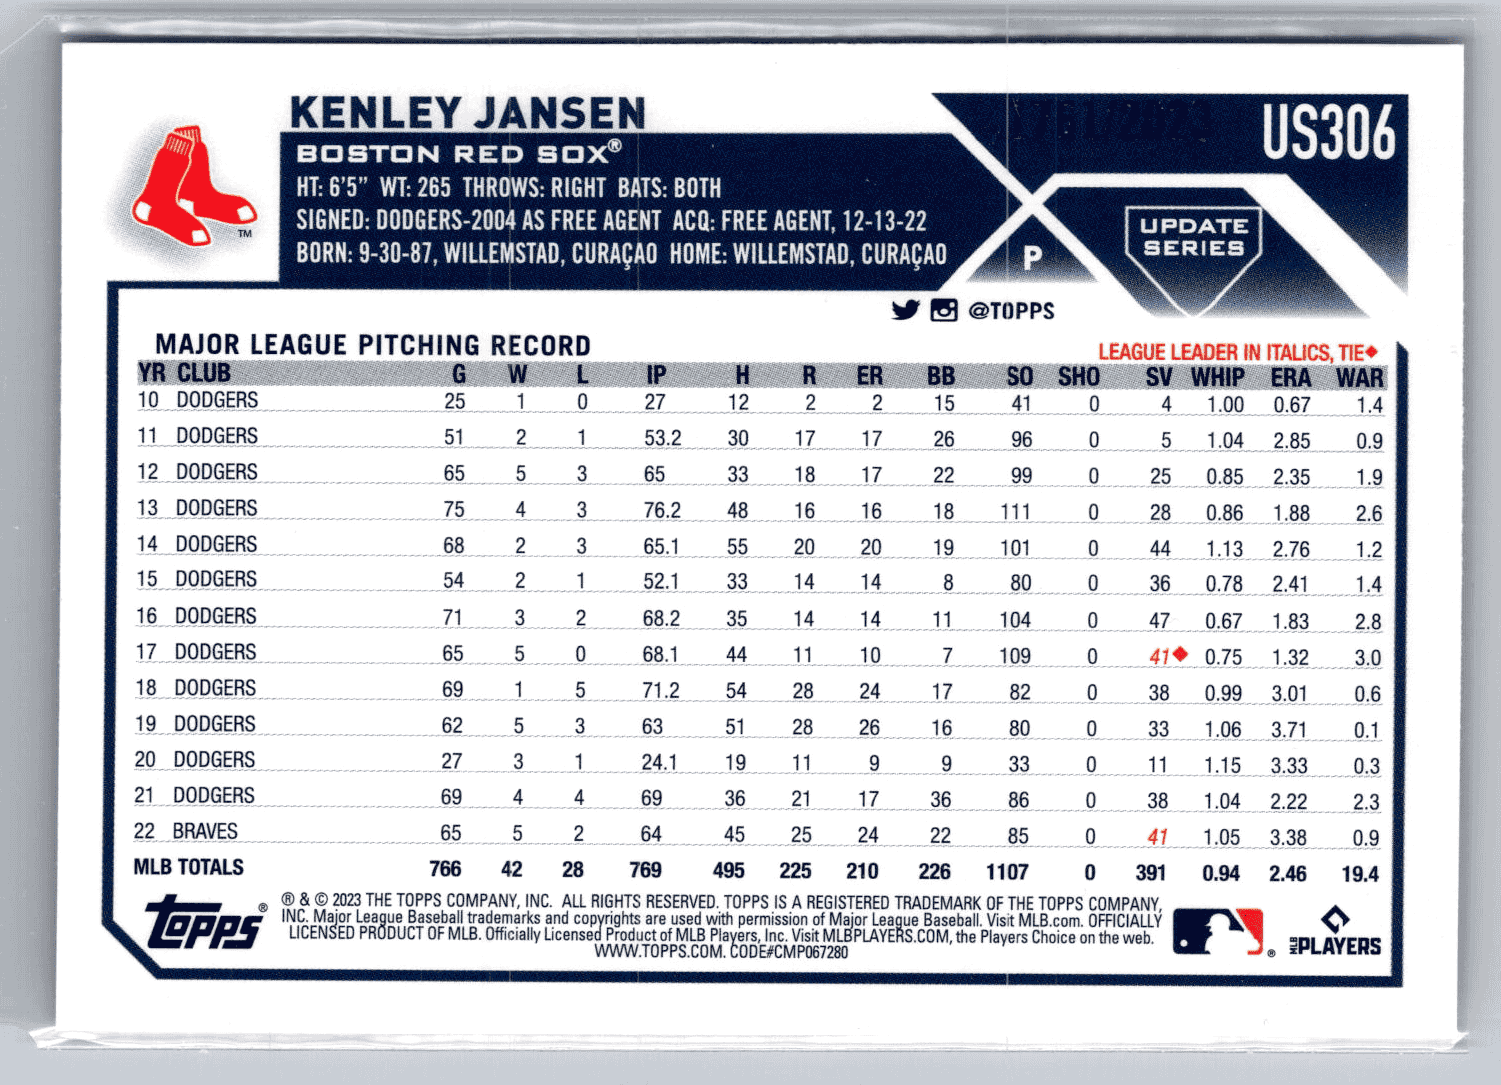 KENLEY JANSEN
US306
BOSTON RED SOX®
HT: 6'5" WT: 265 THROWS: RIGHT BATS: BOTH
SIGNED: DODGERS-2004 AS FREE AGENT ACQ: FREE AGENT, 12-13-22
BORN: 9-30-87, WILLEMSTAD, CURAÇAO HOME: WILLEMSTAD, CURAÇAO
TM
P
UPDATE
SERIES
@TOPPS
MAJOR LEAGUE PITCHING RECORD
LEAGUE LEADER IN ITALICS, TIE♦
YR CLUB G W L IP H R ER BB SO SHO SV WHIP ERA WAR
10 DODGERS 25 1 0 27 12 2 2 15 41 0 4 1.00 0.67 1.4
11 DODGERS 51 2 1 53.2 30 17 17 26 96 0 5 1.04 2.85 0.9
12 DODGERS 65 5 3 65 33 18 17 22 99 0 25 0.85 2.35 1.9
13 DODGERS 75 4 3 76.2 48 16 16 18 111 0 28 0.86 1.88 2.6
14 DODGERS 68 2 3 65.1 55 20 20 19 101 0 44 1.13 2.76 1.2
15 DODGERS 54 2 1 52.1 33 14 14 8 80 0 36 0.78 2.41 1.4
16 DODGERS 71 3 2 68.2 35 14 14 11 104 0 47 0.67 1.83 2.8
17 DODGERS 65 5 0 68.1 44 11 10 7 109 0 41♦ 0.75 1.32 3.0
18 DODGERS 69 1 5 71.2 54 28 24 17 82 0 38 0.99 3.01 0.6
19 DODGERS 62 5 3 63 51 28 26 16 80 0 33 1.06 3.71 0.1
20 DODGERS 27 3 1 24.1 19 11 9 9 33 0 11 1.15 3.33 0.3
21 DODGERS 69 4 4 69 36 21 17 36 86 0 38 1.04 2.22 2.3
22 BRAVES 65 5 2 64 45 25 24 22 85 0 41 1.05 3.38 0.9
MLB TOTALS 766 42 28 769 495 225 210 226 1107 0 391 0.94 2.46 19.4
TOPPS®
® & © 2023 THE TOPPS COMPANY, INC. ALL RIGHTS RESERVED. TOPPS IS A REGISTERED TRADEMARK OF THE TOPPS COMPANY,
INC. Major League Baseball trademarks and copyrights are used with permission of Major League Baseball. Visit MLB.com. OFFICIALLY
LICENSED PRODUCT OF MLB. Officially Licensed Product of MLB Players, Inc. Visit MLBPLAYERS.COM, the Players Choice on the web.
WWW.TOPPS.COM. CODE#CMP067280
®
MLB PLAYERS